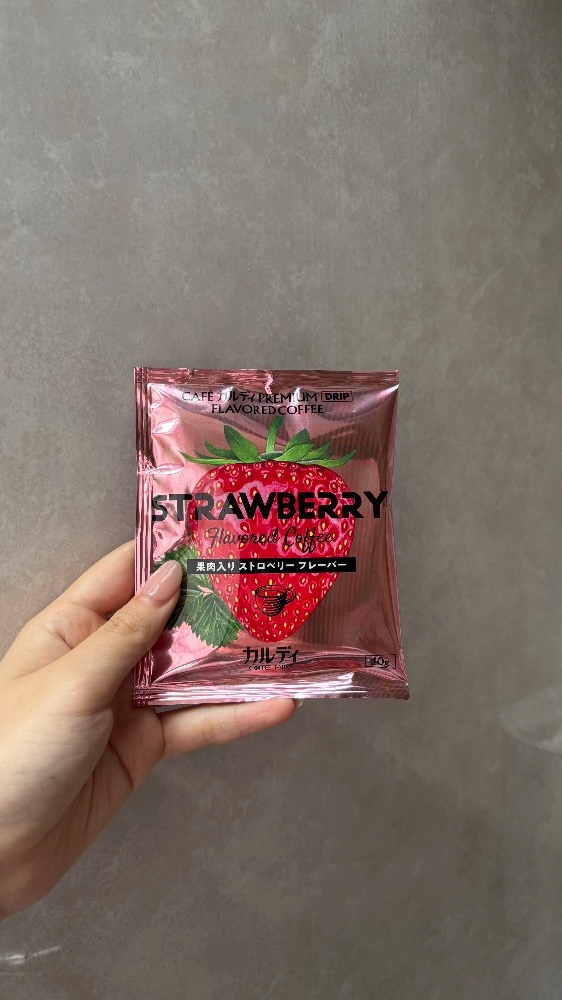 CAFÉ カルディ PREMIUM DRIP
FLAVORED COFFEE
STRAWBERRY
Flavored Coffee
果肉入り ストロベリー フレーバー
カルディ
10g